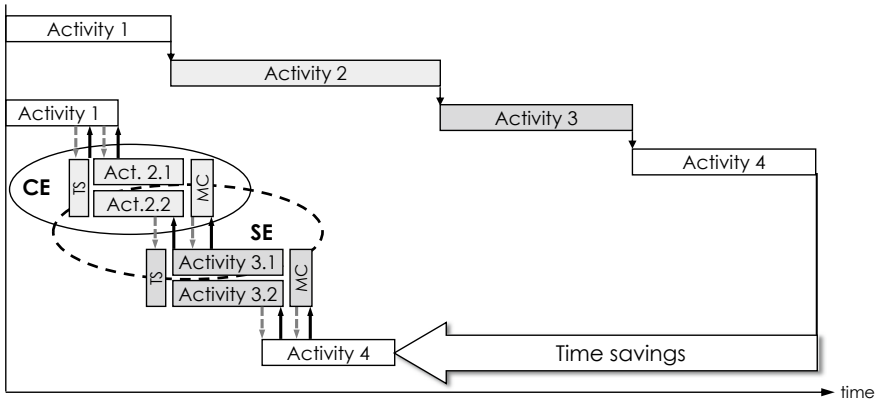 Activity 1
Activity 2
Activity 1
Activity 3
Activity 4
CE
TS
Act. 2.1
Act.2.2
MC
SE
TS
Activity 3.1
Activity 3.2
MC
Activity 4
Time savings
time